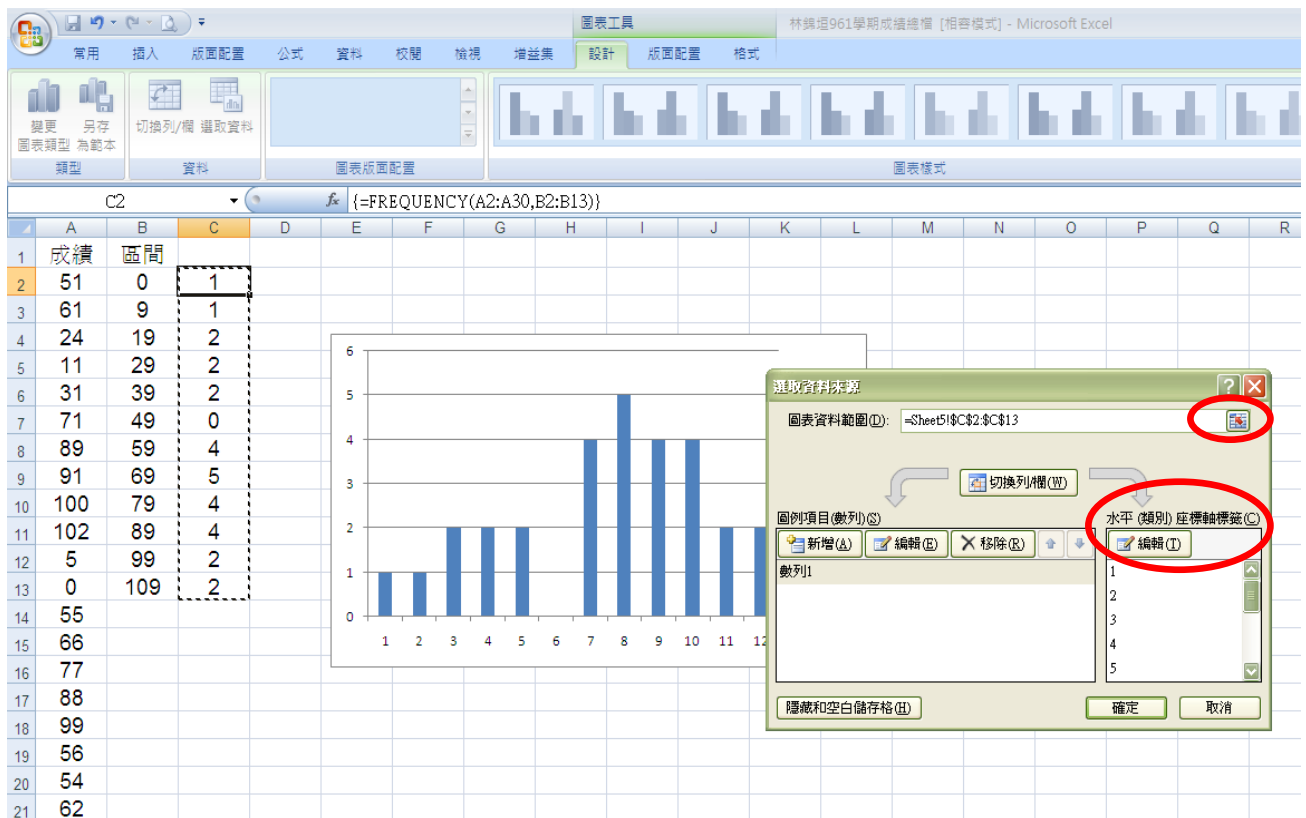 圖表工具
林錦垣961學期成績總檔 [相容模式] - Microsoft Excel
常用 插入 版面配置 公式 資料 校閱 檢視 增益集 設計 版面配置 格式
變更 另存 切換列/欄 選取資料
圖表類型 為範本
類型 資料 圖表版面配置 圖表樣式
C2 fx {=FREQUENCY(A2:A30,B2:B13)}
A B C D E F G H I J K L M N O P Q R
1 成績 區間
2 51 0 1
3 61 9 1
4 24 19 2
5 11 29 2
6 31 39 2
7 71 49 0
8 89 59 4
9 91 69 5
10 100 79 4
11 102 89 4
12 5 99 2
13 0 109 2
14 55
15 66
16 77
17 88
18 99
19 56
20 54
21 62
6
5
4
3
2
1
0
1 2 3 4 5 6 7 8 9 10 11 12
選取資料來源
圖表資料範圍(D): =Sheet5!$C$2:$C$13
切換列/欄(W)
圖例項目(數列)(S) 水平 (類別) 座標軸標籤(C)
新增(A) 編輯(E) 移除(R) 編輯(T)
數列1 1
2
3
4
5
隱藏和空白儲存格(H) 確定 取消